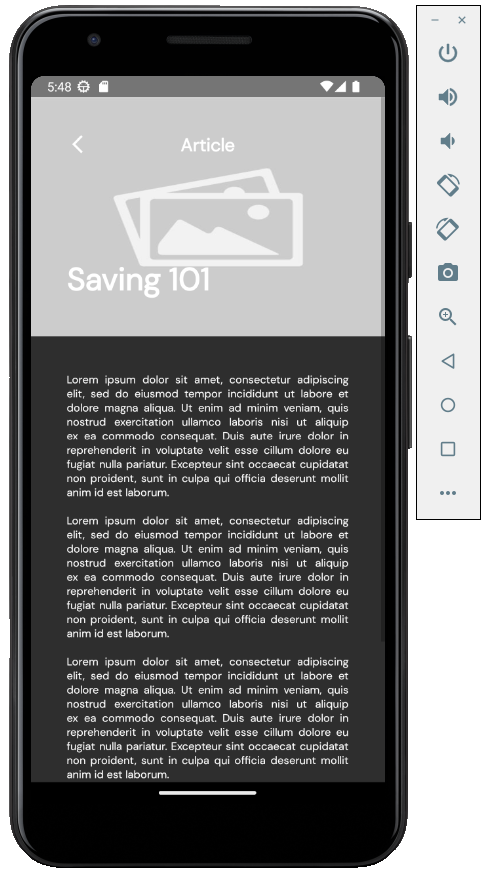 5:48
Article
Saving 101
Lorem ipsum dolor sit amet, consectetur adipiscing
elit, sed do eiusmod tempor incididunt ut labore et
dolore magna aliqua. Ut enim ad minim veniam, quis
nostrud exercitation ullamco laboris nisi ut aliquip
ex ea commodo consequat. Duis aute irure dolor in
reprehenderit in voluptate velit esse cillum dolore eu
fugiat nulla pariatur. Excepteur sint occaecat cupidatat
non proident, sunt in culpa qui officia deserunt mollit
anim id est laborum.
Lorem ipsum dolor sit amet, consectetur adipiscing
elit, sed do eiusmod tempor incididunt ut labore et
dolore magna aliqua. Ut enim ad minim veniam, quis
nostrud exercitation ullamco laboris nisi ut aliquip
ex ea commodo consequat. Duis aute irure dolor in
reprehenderit in voluptate velit esse cillum dolore eu
fugiat nulla pariatur. Excepteur sint occaecat cupidatat
non proident, sunt in culpa qui officia deserunt mollit
anim id est laborum.
Lorem ipsum dolor sit amet, consectetur adipiscing
elit, sed do eiusmod tempor incididunt ut labore et
dolore magna aliqua. Ut enim ad minim veniam, quis
nostrud exercitation ullamco laboris nisi ut aliquip
ex ea commodo consequat. Duis aute irure dolor in
reprehenderit in voluptate velit esse cillum dolore eu
fugiat nulla pariatur. Excepteur sint occaecat cupidatat
non proident, sunt in culpa qui officia deserunt mollit
anim id est laborum.